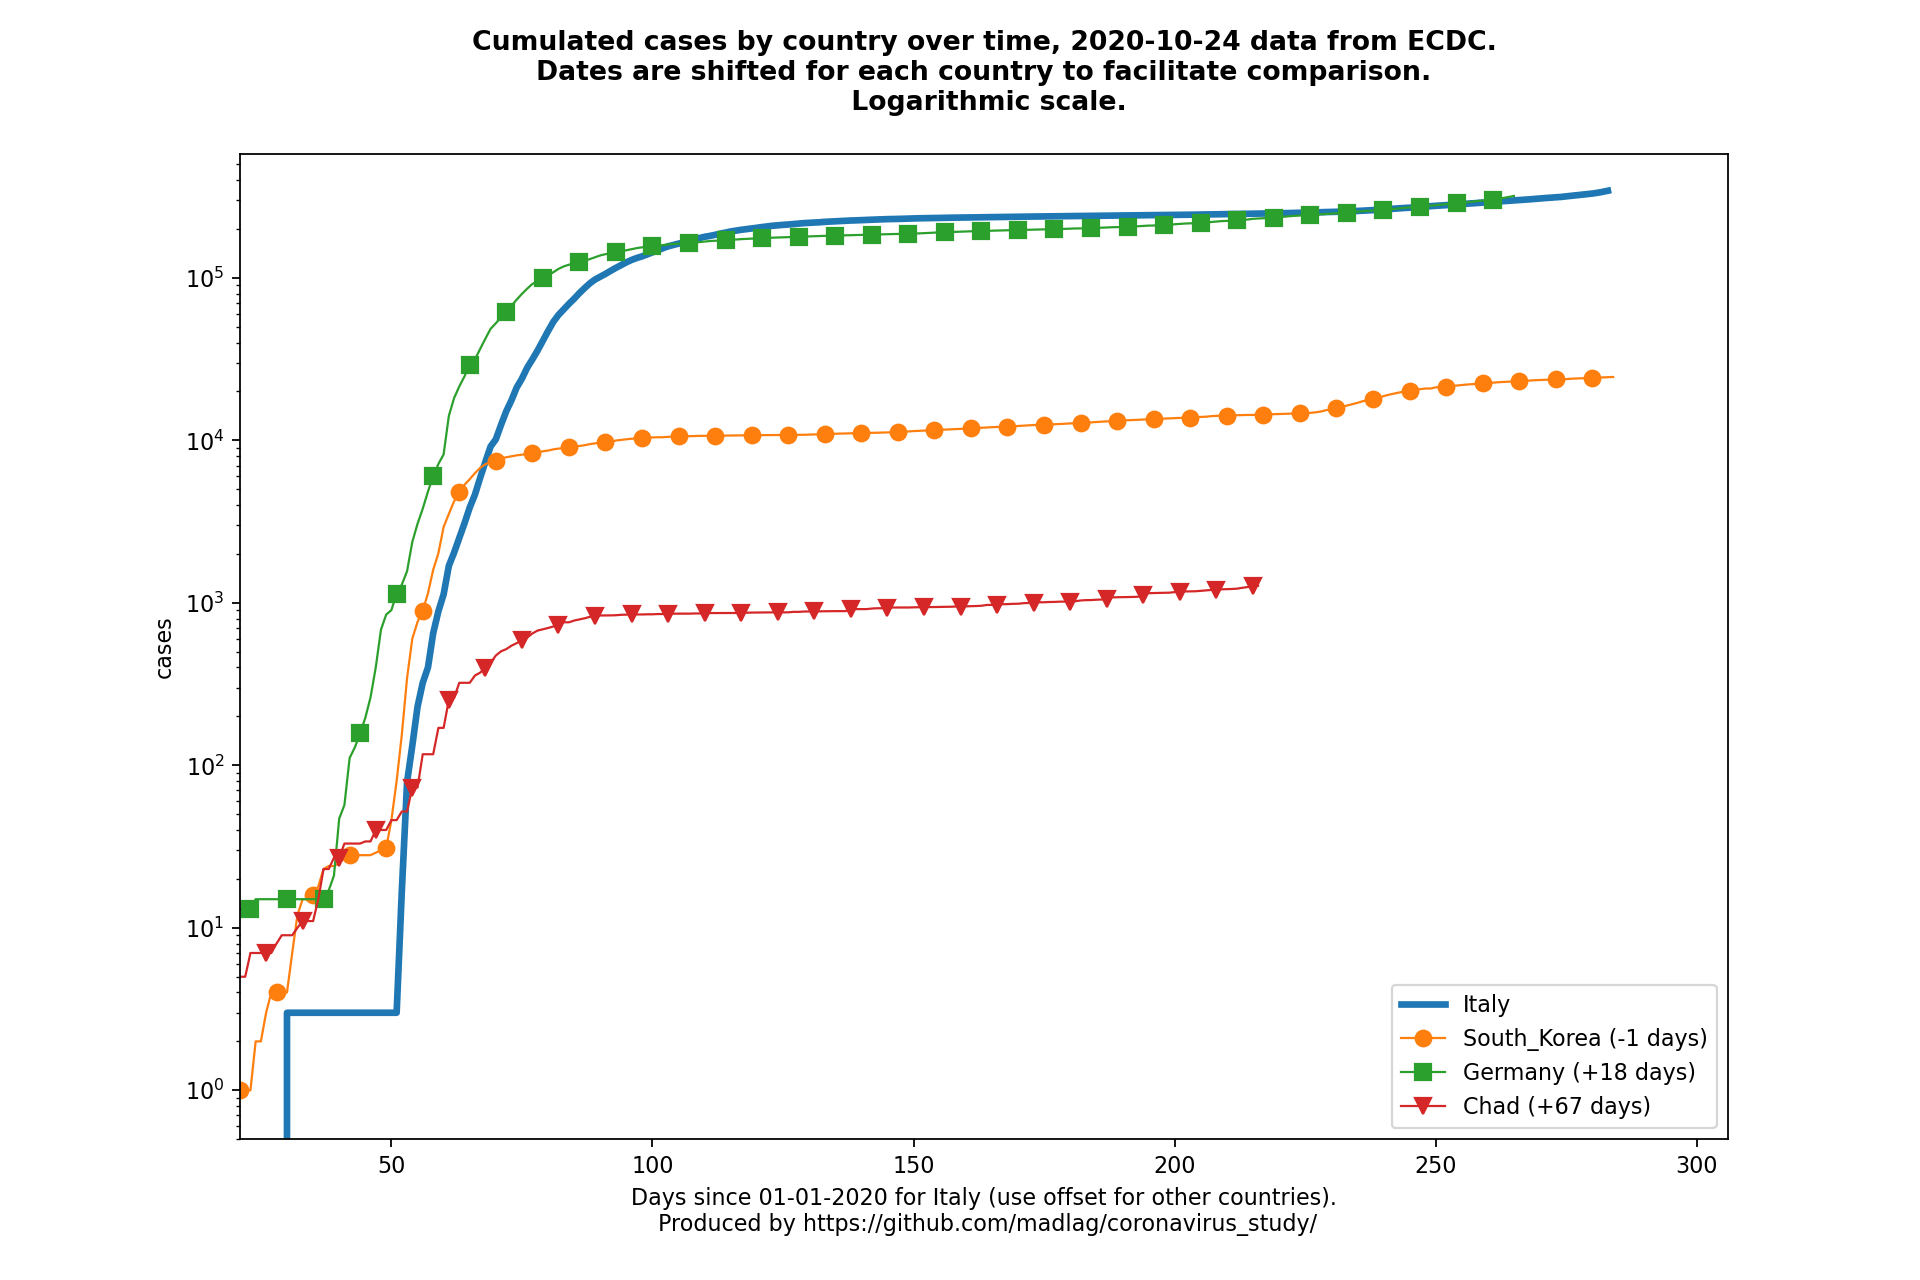 Cumulated cases by country over time, 2020-10-24 data from ECDC.
Dates are shifted for each country to facilitate comparison.
Logarithmic scale.
cases
10^5
10^4
10^3
10^2
10^1
10^0
50 100 150 200 250 300
Italy
South_Korea (-1 days)
Germany (+18 days)
Chad (+67 days)
Days since 01-01-2020 for Italy (use offset for other countries).
Produced by https://github.com/madlag/coronavirus_study/